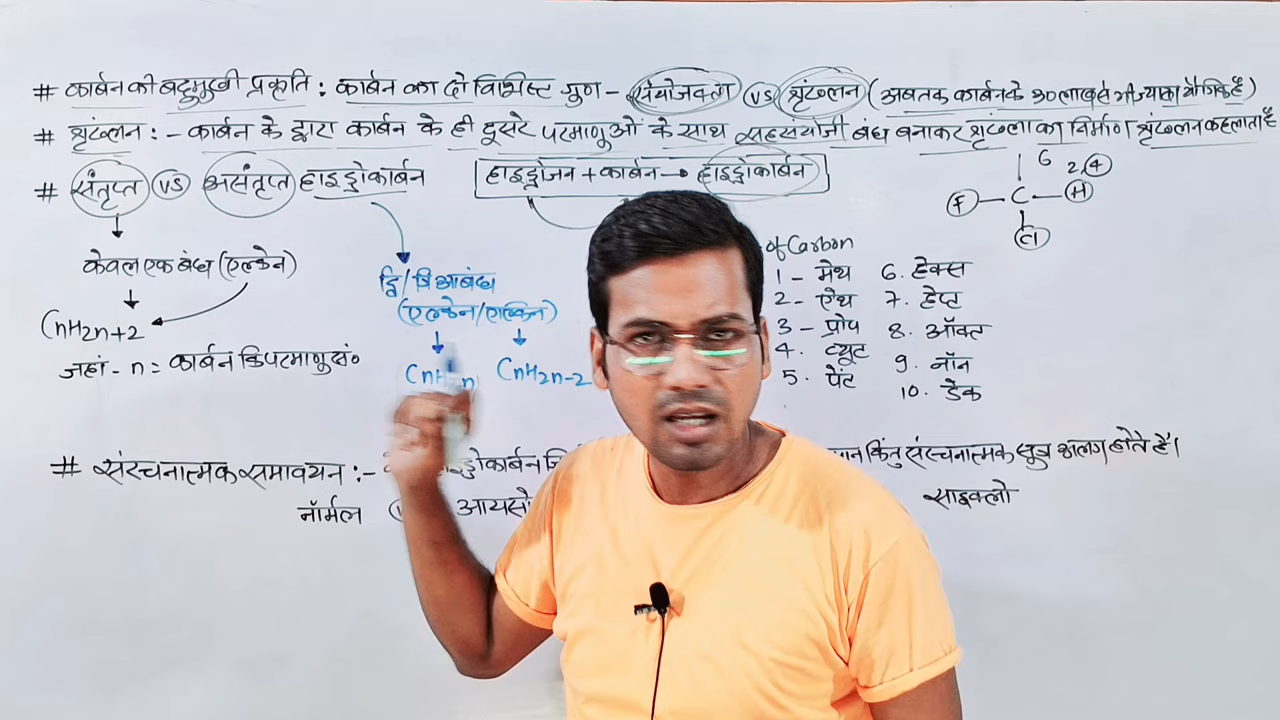 # कार्बन की बहुमुखी प्रकृति : कार्बन का दो विशिष्ट गुण - संयोजकता VS श्रृंखलन (अबतक कार्बन के 30 लाख से भी ज्यादा यौगिक है)
# श्रृंखलन : - कार्बन के द्वारा कार्बन के ही दूसरे परमाणुओं के साथ सहसंयोजी बंध बनाकर श्रृंखला का निर्माण श्रृंखलन कहलाता है
# संतृप्त VS असंतृप्त हाइड्रोकार्बन हाइड्रोजन + कार्बन → हाइड्रोकार्बन
6
2,4
F — C — H
Cl
केवल एक बंध (एल्केन)
CnH2n+2
जहां - n = कार्बन कि परमाणु सं०
द्वि/त्रि आबंध
(एल्केन/एल्किन)
CnH n CnH2n-2
of Carbon
1 - मेथ 6. हेक्स
2 - ऐथ 7. हेप्ट
3 - प्रोप 8. ऑक्ट
4. ब्यूट 9. नॉन
5. पेंट 10. डेक
# संरचनात्मक समावयन : - किंतु संरचनात्मक सुत्र अलग होते हैं।
नॉर्मल आयसो साइक्लो